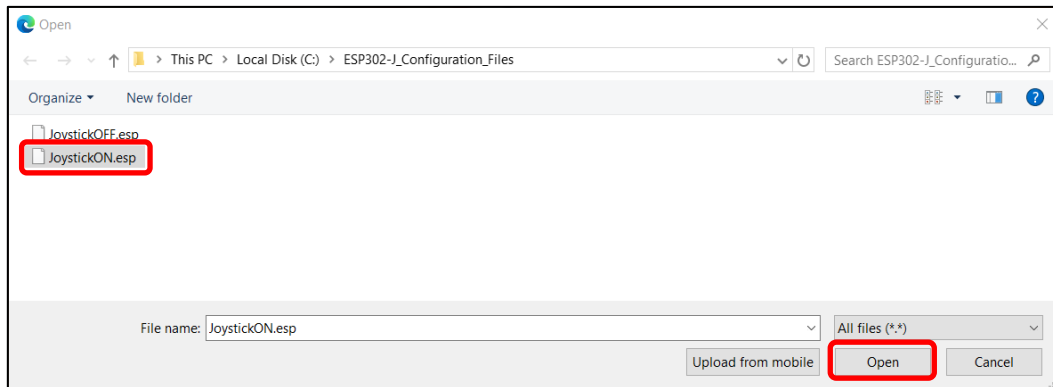 Open
This PC > Local Disk (C:) > ESP302-J_Configuration_Files
Search ESP302-J_Configuratio...
Organize
New folder
JoystickOFF.esp
JoystickON.esp
File name: JoystickON.esp
All files (*.*)
Upload from mobile
Open
Cancel